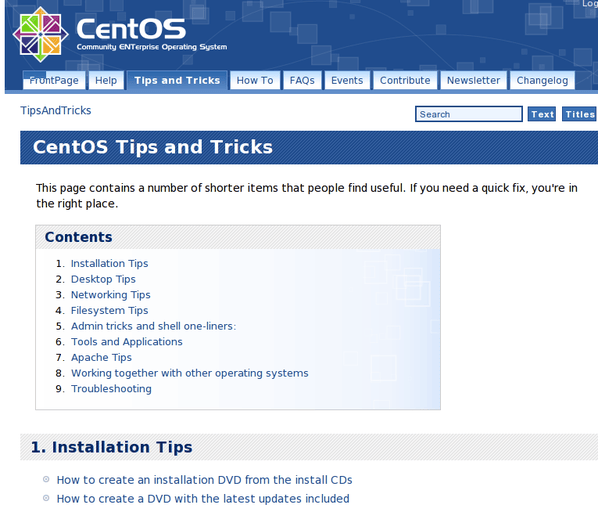 Log
CentOS
Community ENTerprise Operating System
FrontPage Help Tips and Tricks How To FAQs Events Contribute Newsletter Changelog
TipsAndTricks
Search Text Titles
CentOS Tips and Tricks
This page contains a number of shorter items that people find useful. If you need a quick fix, you're in
the right place.
Contents
1. Installation Tips
2. Desktop Tips
3. Networking Tips
4. Filesystem Tips
5. Admin tricks and shell one-liners:
6. Tools and Applications
7. Apache Tips
8. Working together with other operating systems
9. Troubleshooting
1. Installation Tips
How to create an installation DVD from the install CDs
How to create a DVD with the latest updates included